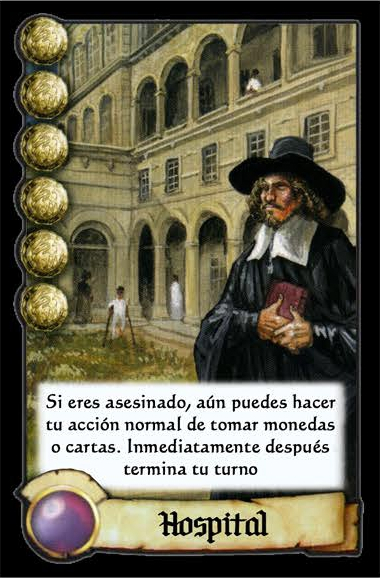 Si eres asesinado, aún puedes hacer
tu acción normal de tomar monedas
o cartas. Inmediatamente después
termina tu turno
Hospital